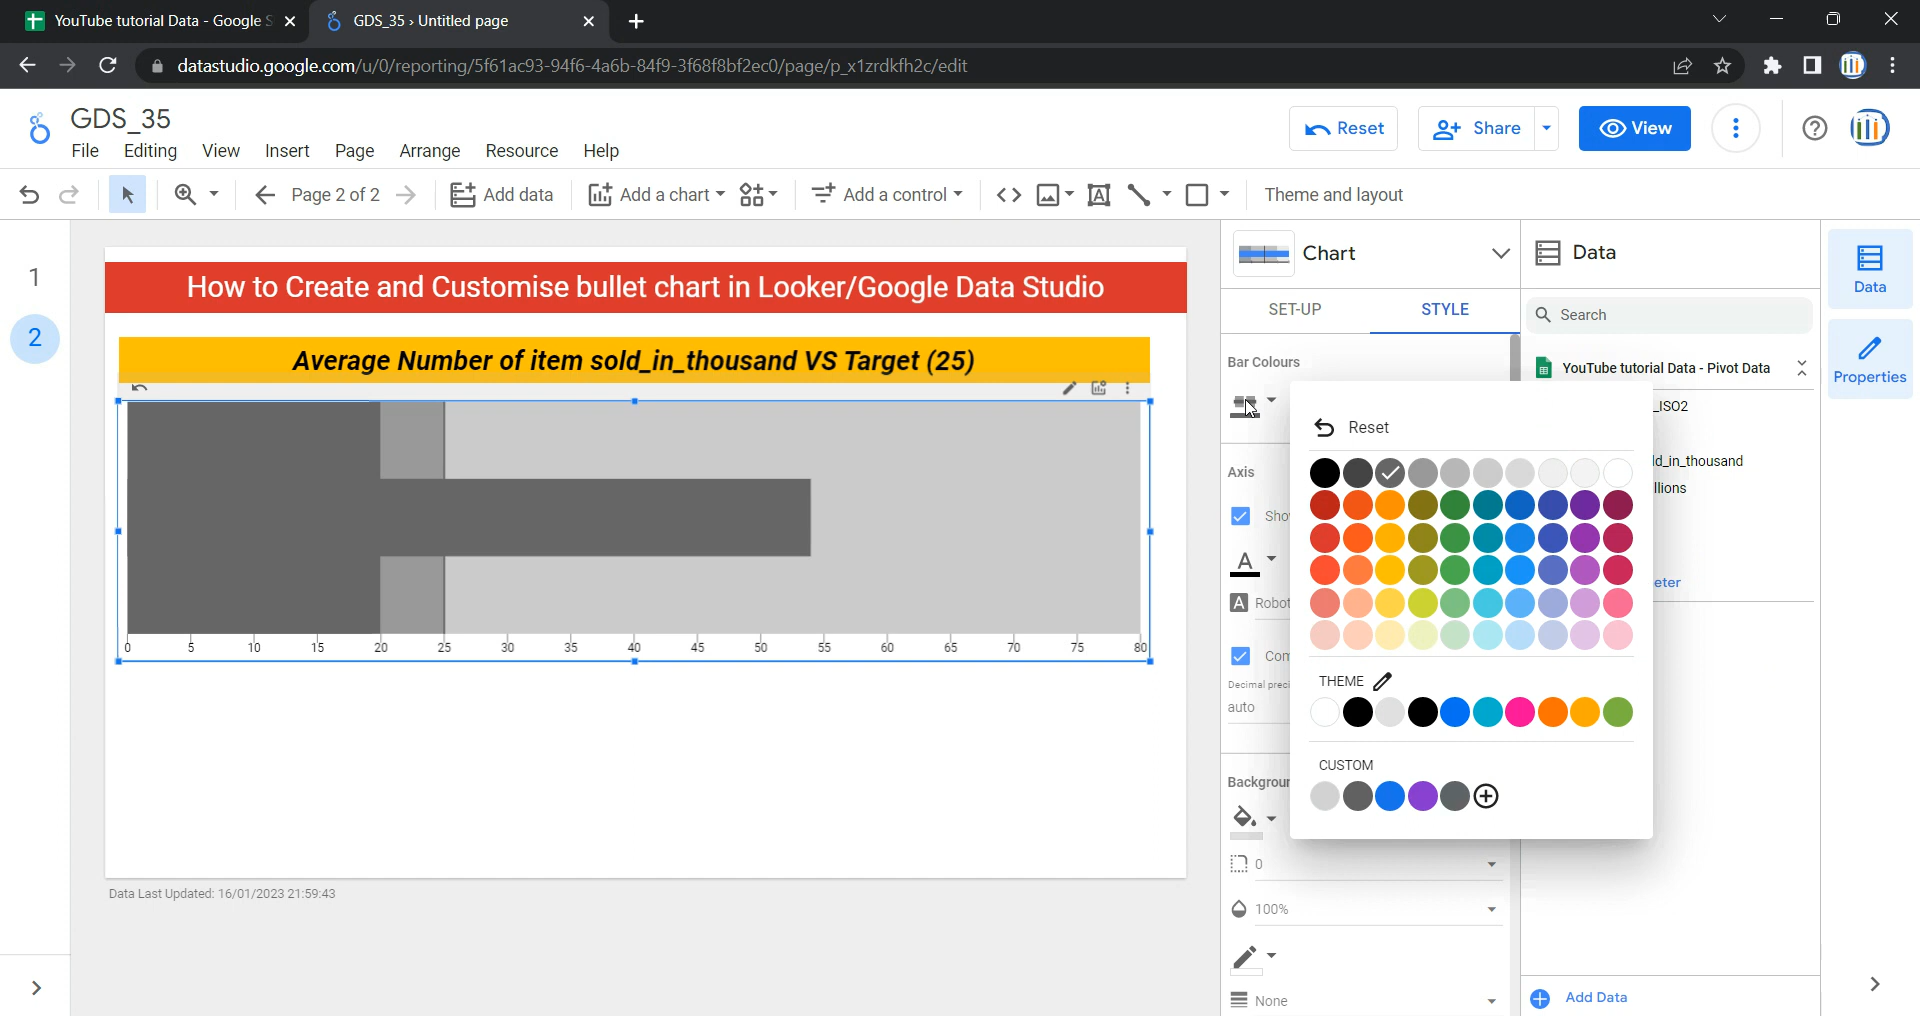 YouTube tutorial Data - Google S
GDS_35 › Untitled page
datastudio.google.com/u/0/reporting/5f61ac93-94f6-4a6b-84f9-3f68f8bf2ec0/page/p_x1zrdkfh2c/edit
GDS_35
File Editing View Insert Page Arrange Resource Help
Reset
Share
View
Page 2 of 2
Add data
Add a chart
Add a control
Theme and layout
1
2
How to Create and Customise bullet chart in Looker/Google Data Studio
Average Number of item sold_in_thousand VS Target (25)
0 5 10 15 20 25 30 35 40 45 50 55 60 65 70 75 80
Data Last Updated: 16/01/2023 21:59:43
Chart
SET-UP STYLE
Bar Colours
Axis
Sho
A
A Robot
Com
Decimal preci
auto
Backgrour
0
100%
None
Reset
THEME
CUSTOM
Data
Search
YouTube tutorial Data - Pivot Data
_ISO2
ld_in_thousand
llions
eter
Add Data
Data
Properties